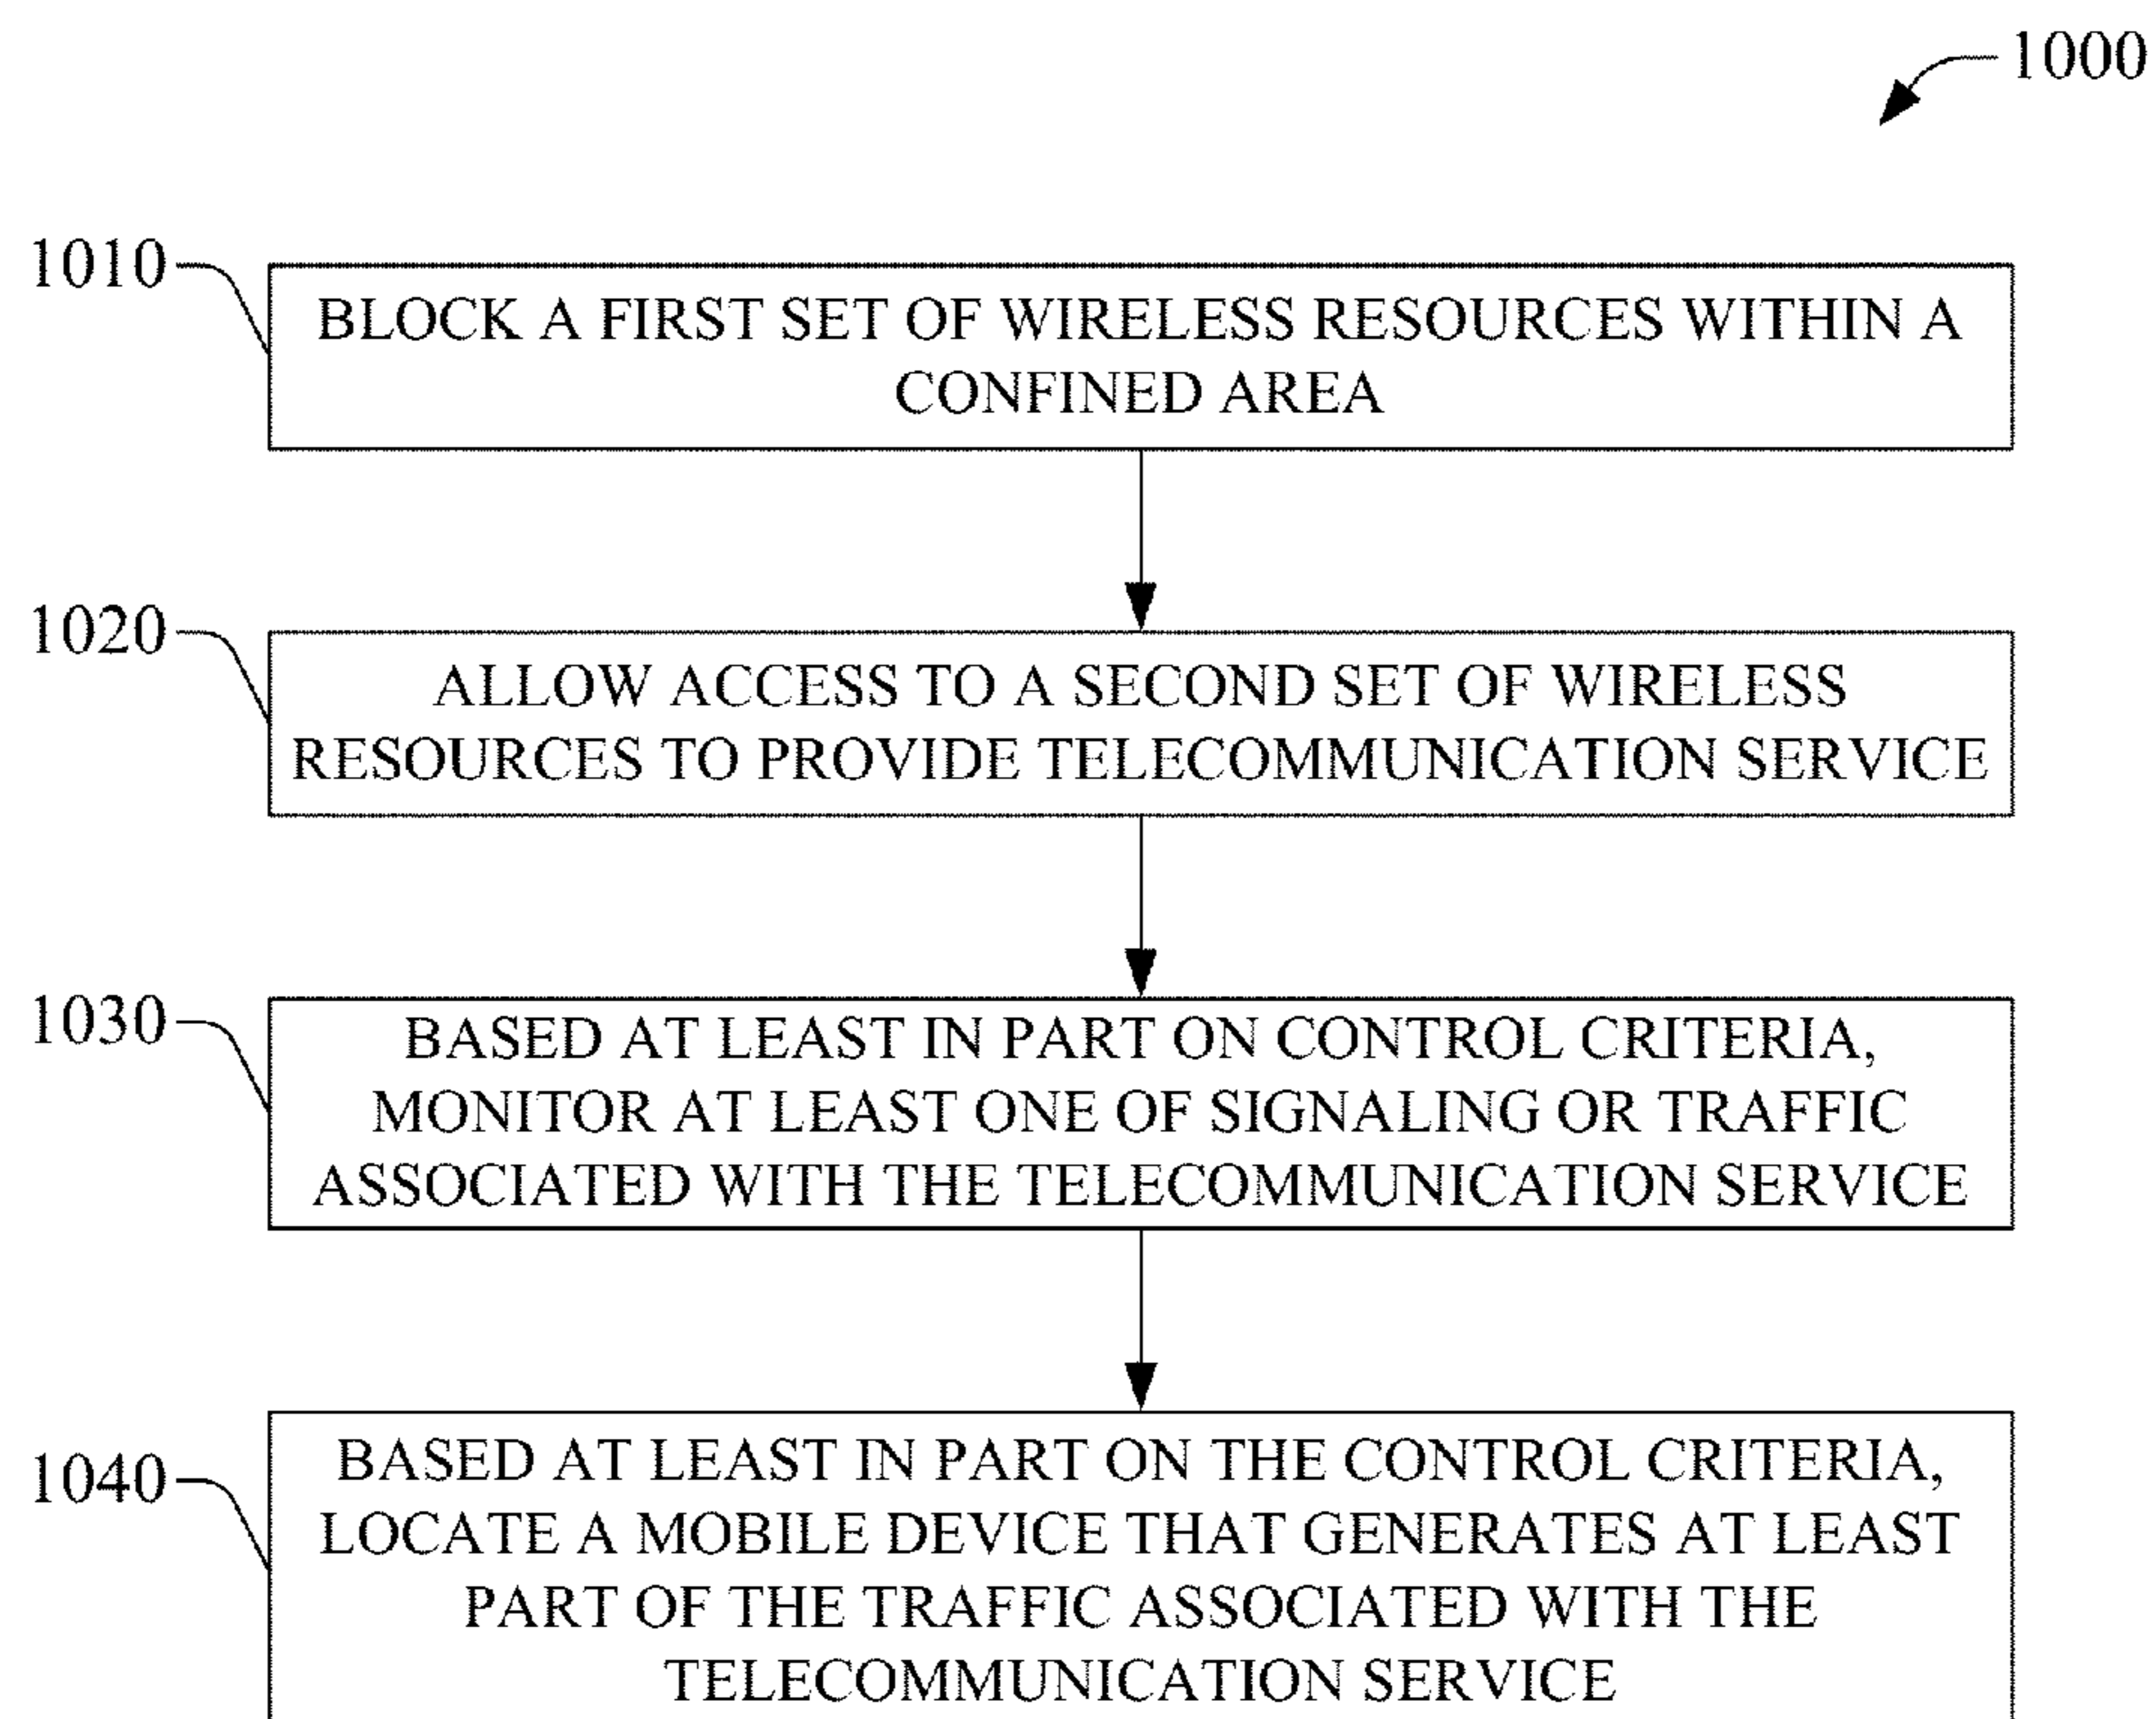 1000
1010
BLOCK A FIRST SET OF WIRELESS RESOURCES WITHIN A
CONFINED AREA
1020
ALLOW ACCESS TO A SECOND SET OF WIRELESS
RESOURCES TO PROVIDE TELECOMMUNICATION SERVICE
1030
BASED AT LEAST IN PART ON CONTROL CRITERIA,
MONITOR AT LEAST ONE OF SIGNALING OR TRAFFIC
ASSOCIATED WITH THE TELECOMMUNICATION SERVICE
1040
BASED AT LEAST IN PART ON THE CONTROL CRITERIA,
LOCATE A MOBILE DEVICE THAT GENERATES AT LEAST
PART OF THE TRAFFIC ASSOCIATED WITH THE
TELECOMMUNICATION SERVICE